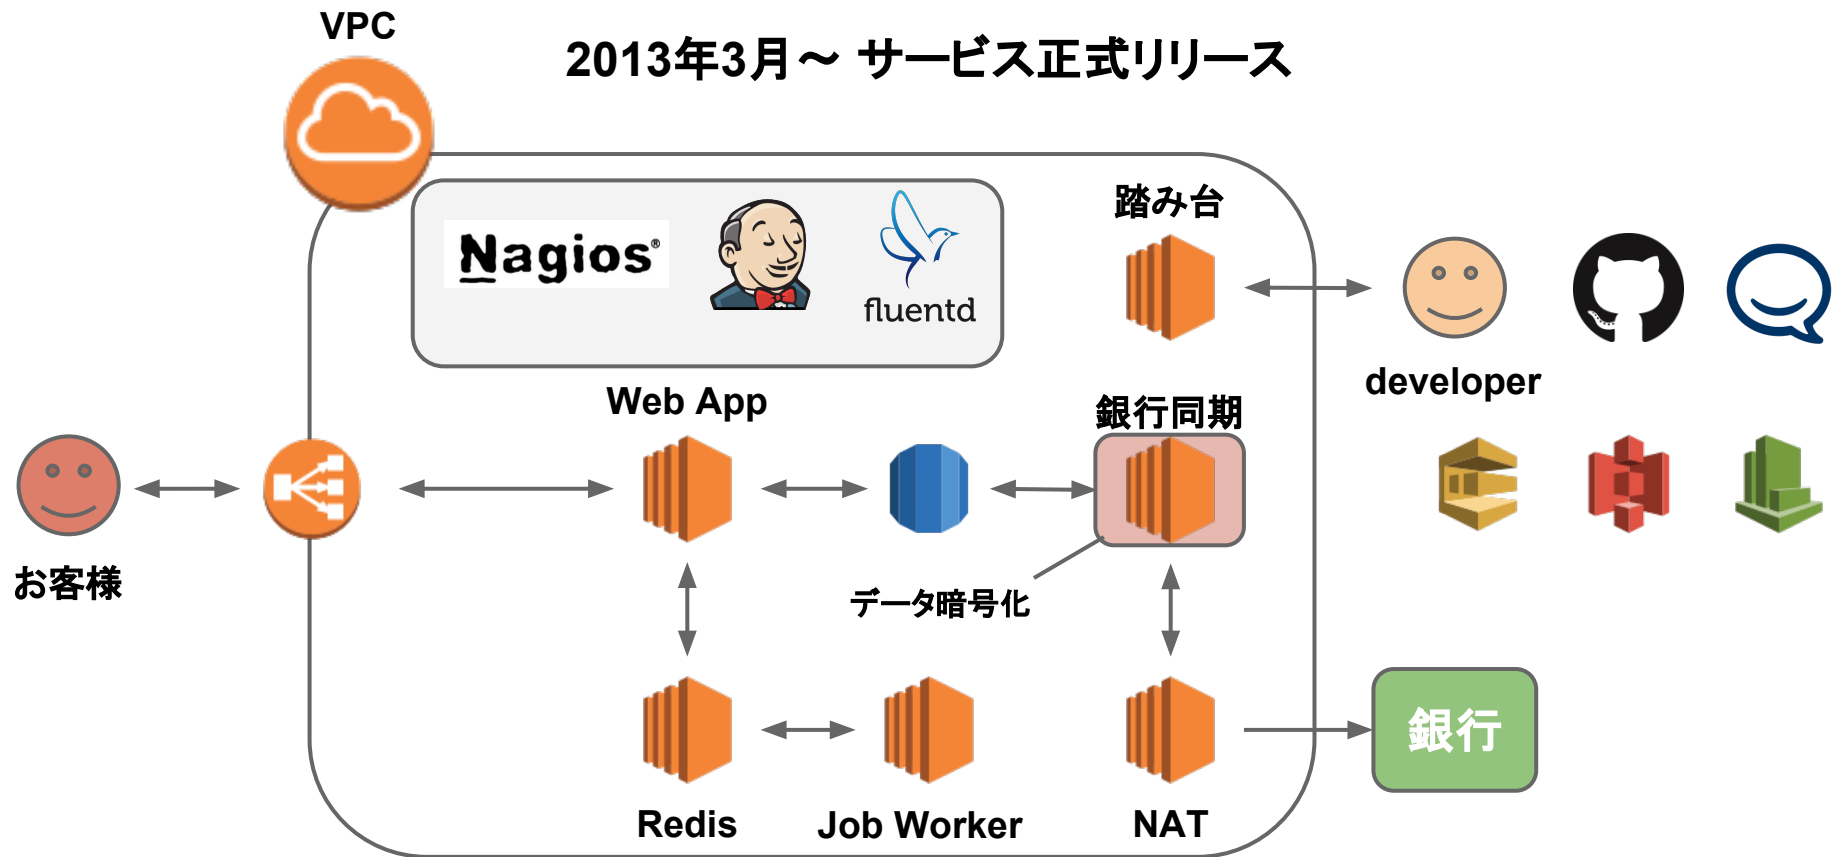 VPC
2013年3月～ サービス正式リリース
Nagios®
fluentd
踏み台
developer
Web App
銀行同期
お客様
データ暗号化
銀行
Redis
Job Worker
NAT